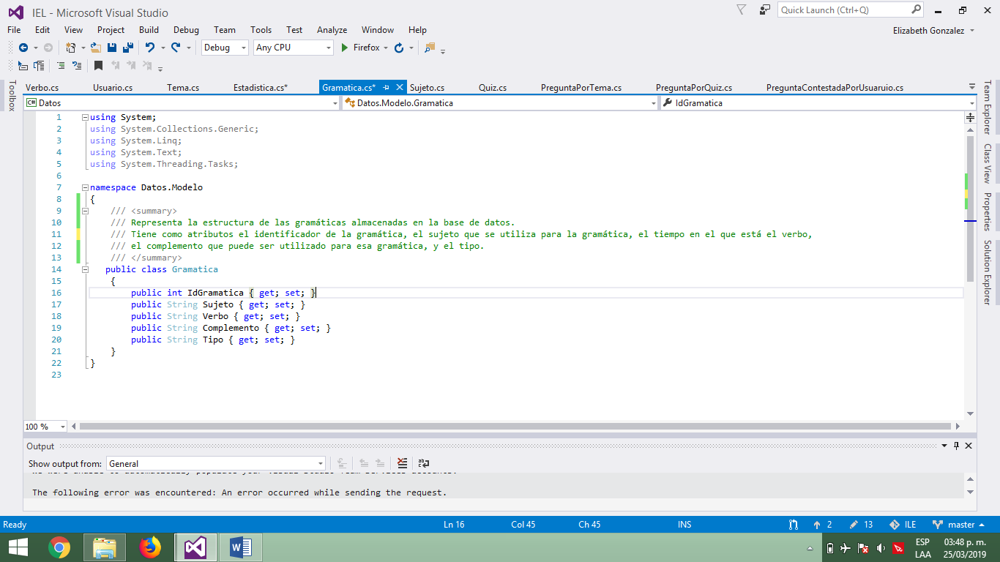 IEL - Microsoft Visual Studio
Quick Launch (Ctrl+Q)
File Edit View Project Build Debug Team Tools Test Analyze Window Help
Elizabeth Gonzalez
Debug Any CPU Firefox
Toolbox
Verbo.cs Usuario.cs Tema.cs Estadistica.cs* Gramatica.cs* Sujeto.cs Quiz.cs PreguntaPorTema.cs PreguntaPorQuiz.cs PreguntaContestadaPorUsuaruio.cs
C# Datos Datos.Modelo.Gramatica IdGramatica
1 using System;
2 using System.Collections.Generic;
3 using System.Linq;
4 using System.Text;
5 using System.Threading.Tasks;
6
7 namespace Datos.Modelo
8 {
9 /// <summary>
10 /// Representa la estructura de las gramáticas almacenadas en la base de datos.
11 /// Tiene como atributos el identificador de la gramática, el sujeto que se utiliza para la gramática, el tiempo en el que está el verbo,
12 /// el complemento que puede ser utilizado para esa gramática, y el tipo.
13 /// </summary>
14 public class Gramatica
15 {
16 public int IdGramatica { get; set; }
17 public String Sujeto { get; set; }
18 public String Verbo { get; set; }
19 public String Complemento { get; set; }
20 public String Tipo { get; set; }
21 }
22 }
23
Team Explorer
Class View
Properties
Solution Explorer
100 %
Output
Show output from: General
The following error was encountered: An error occurred while sending the request.
Ready Ln 16 Col 45 Ch 45 INS 2 13 ILE master
ESP 03:48 p. m.
LAA 25/03/2019